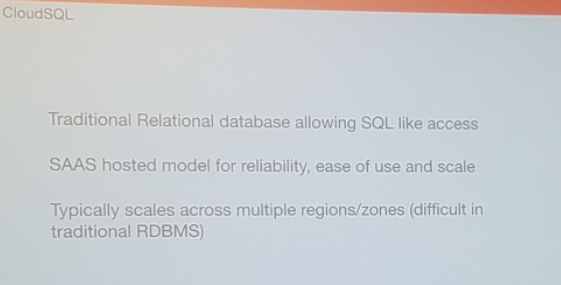 CloudSQL
Traditional Relational database allowing SQL like access
SAAS hosted model for reliability, ease of use and scale
Typically scales across multiple regions/zones (difficult in
traditional RDBMS)